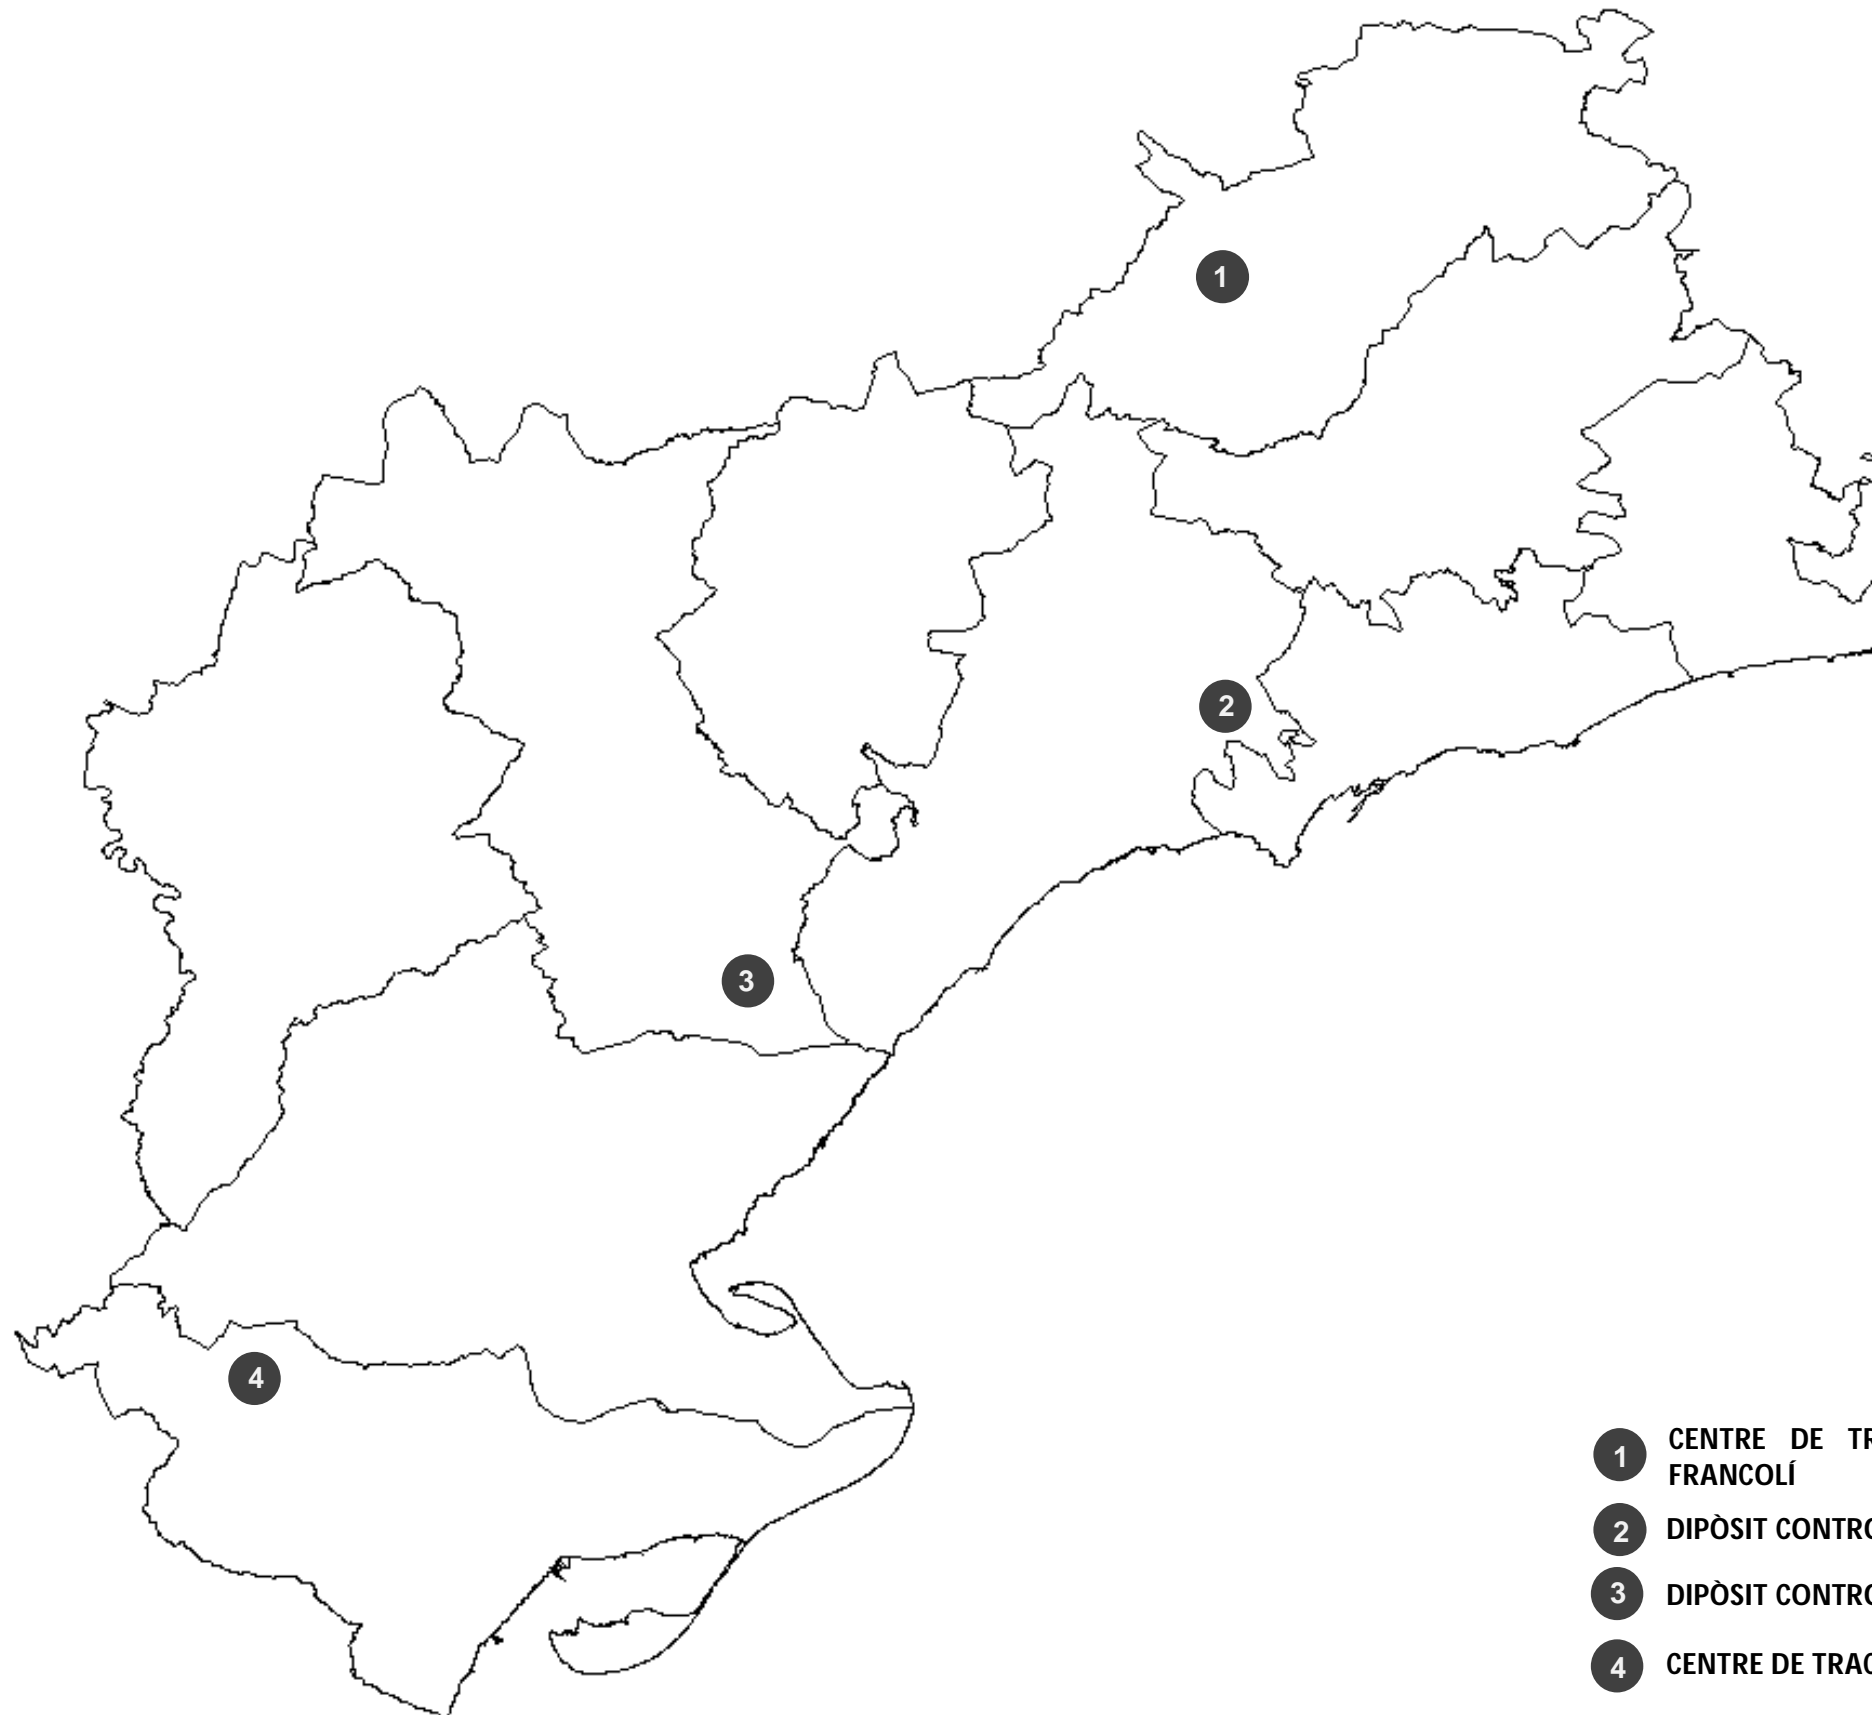 1
2
3
4
1 CENTRE DE TR
FRANCOLÍ
2 DIPÒSIT CONTRO
3 DIPÒSIT CONTRO
4 CENTRE DE TRAC